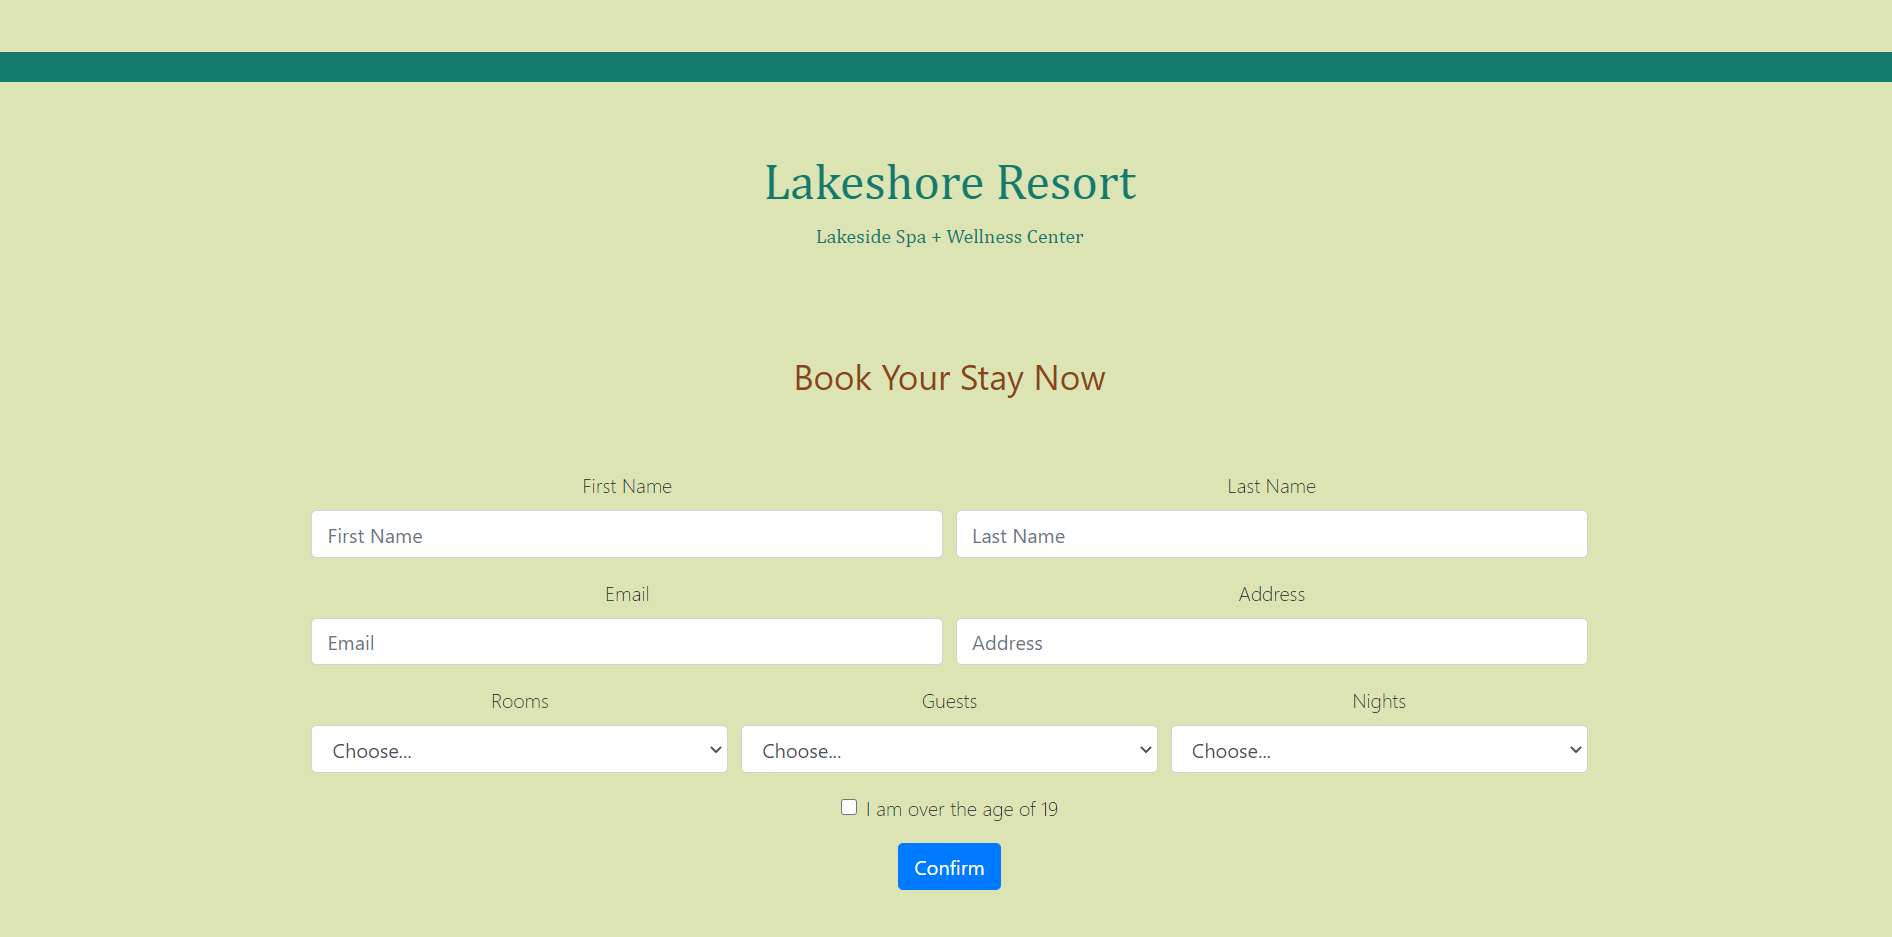 Lakeshore Resort
Lakeside Spa + Wellness Center
Book Your Stay Now
First Name Last Name
First Name Last Name
Email Address
Email Address
Rooms Guests Nights
Choose... Choose... Choose...
I am over the age of 19
Confirm